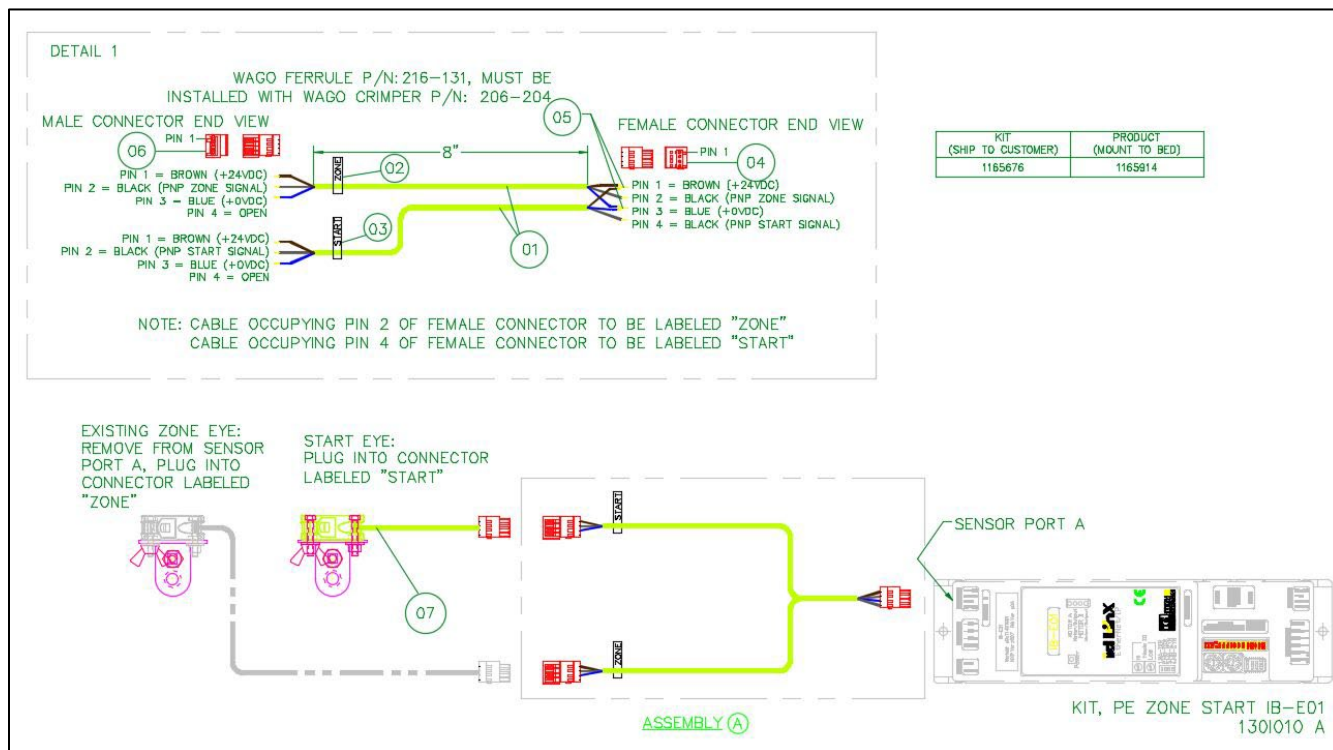 DETAIL 1
WAGO FERRULE P/N: 216-131, MUST BE
INSTALLED WITH WAGO CRIMPER P/N: 206-204
MALE CONNECTOR END VIEW
PIN 1
06
PIN 1 = BROWN (+24VDC)
PIN 2 = BLACK (PNP ZONE SIGNAL)
PIN 3 - BLUE (+0VDC)
PIN 4 = OPEN
PIN 1 = BROWN (+24VDC)
PIN 2 = BLACK (PNP START SIGNAL)
PIN 3 = BLUE (+0VDC)
PIN 4 = OPEN
8"
ZONE
02
START
03
01
05
FEMALE CONNECTOR END VIEW
PIN 1
04
PIN 1 = BROWN (+24VDC)
PIN 2 = BLACK (PNP ZONE SIGNAL)
PIN 3 = BLUE (+0VDC)
PIN 4 = BLACK (PNP START SIGNAL)
NOTE: CABLE OCCUPYING PIN 2 OF FEMALE CONNECTOR TO BE LABELED "ZONE"
CABLE OCCUPYING PIN 4 OF FEMALE CONNECTOR TO BE LABELED "START"
KIT
(SHIP TO CUSTOMER)
PRODUCT
(MOUNT TO BED)
1165676
1165914
EXISTING ZONE EYE:
REMOVE FROM SENSOR
PORT A, PLUG INTO
CONNECTOR LABELED
"ZONE"
START EYE:
PLUG INTO CONNECTOR
LABELED "START"
07
START
ZONE
ASSEMBLY A
SENSOR PORT A
IB-E01
CE
KIT, PE ZONE START IB-E01
130I010 A